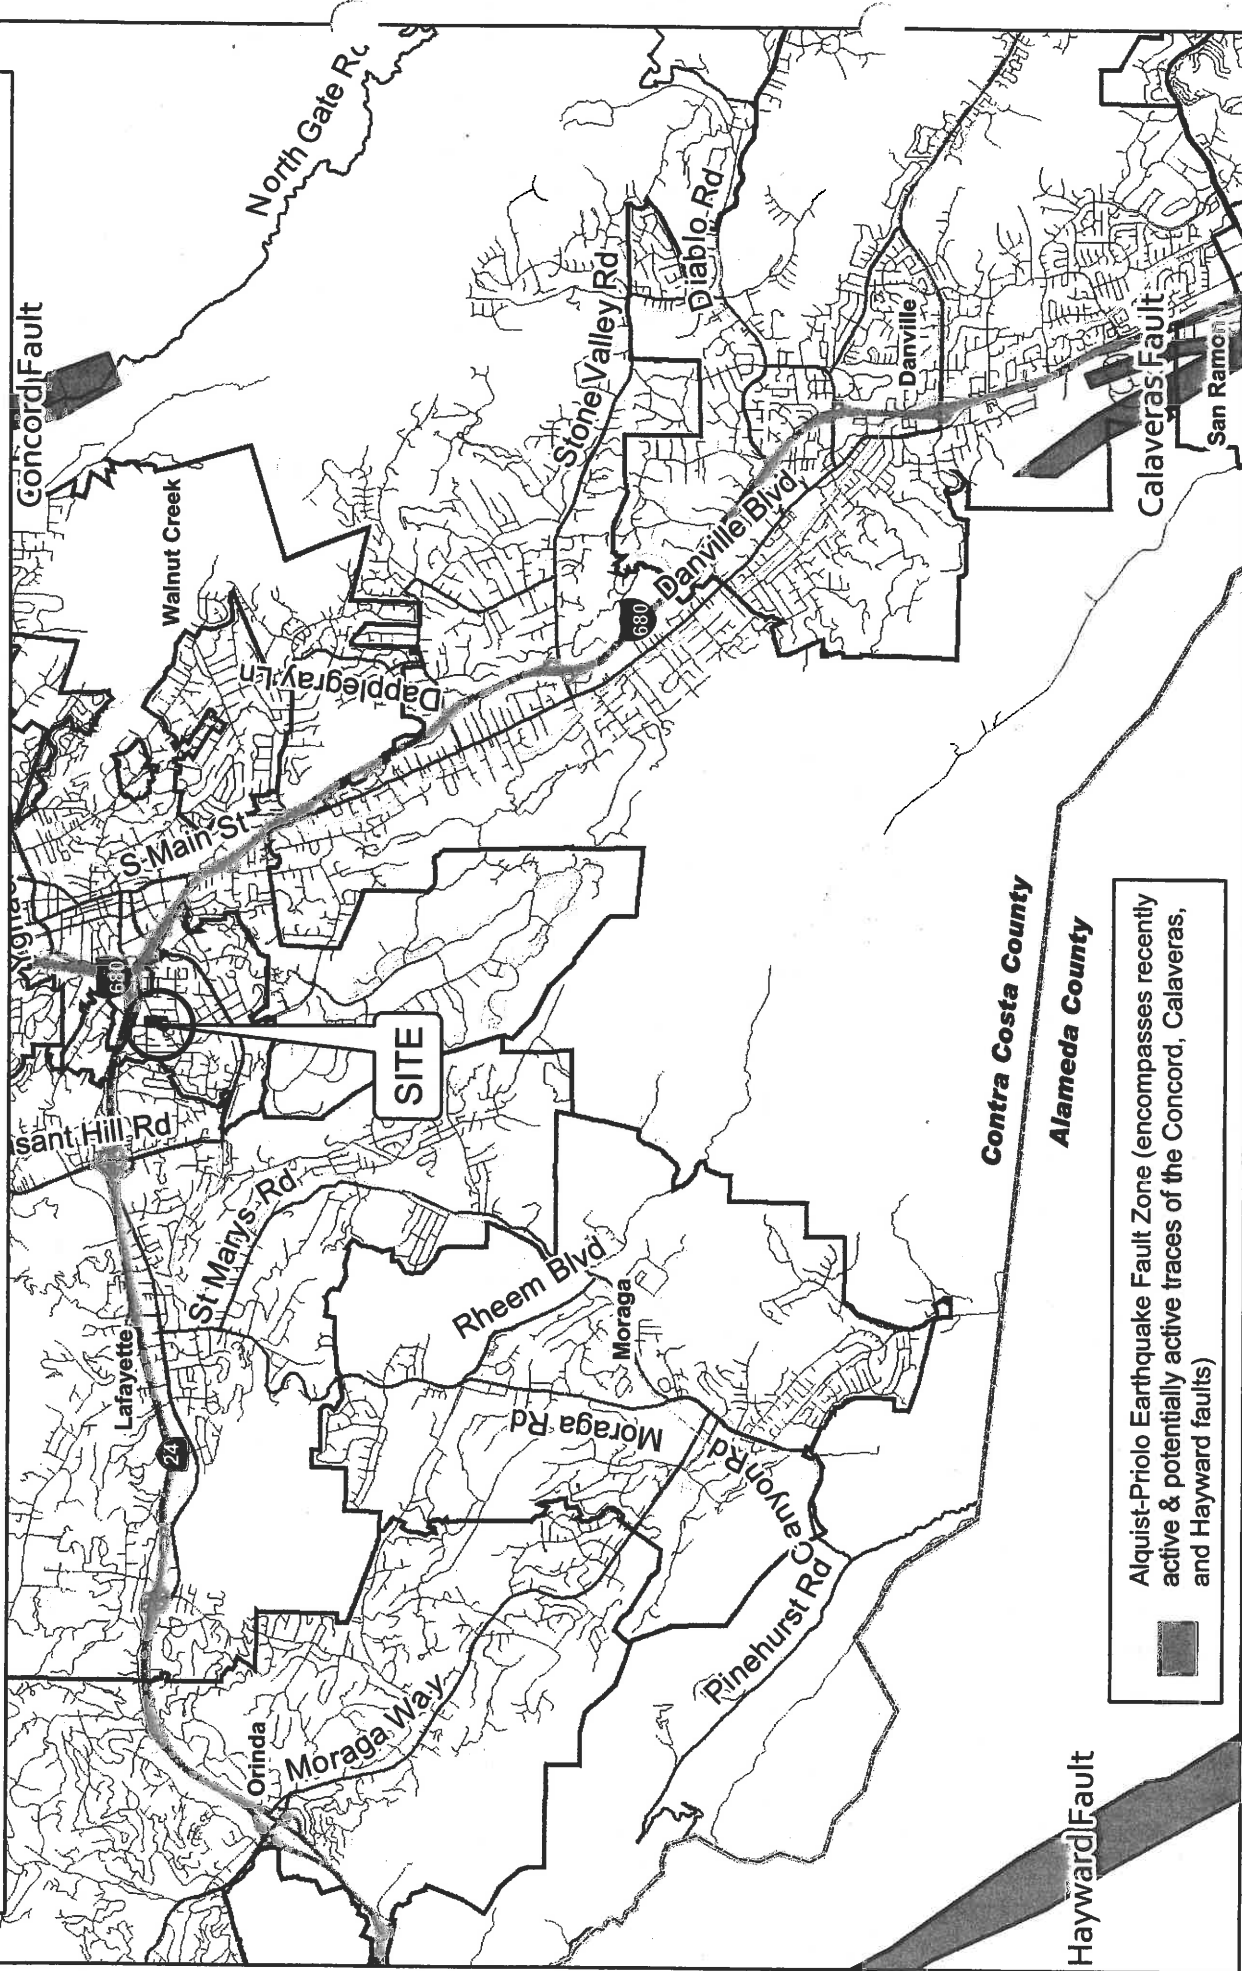 North Gate Rd
Concord Fault
Walnut Creek
Stone Valley Rd
Diablo Rd
Danville
Calaveras Fault
San Ramon
Danville Blvd
680
Dapplegray Ln
S Main St
680
SITE
sant Hill Rd
St Marys Rd
Lafayette
24
Rheem Blvd
Moraga
Moraga Rd
Canyon Rd
Pinehurst Rd
Moraga Way
Orinda
Contra Costa County
Alameda County
Hayward Fault
Alquist-Priolo Earthquake Fault Zone (encompasses recently
active & potentially active traces of the Concord, Calaveras,
and Hayward faults)